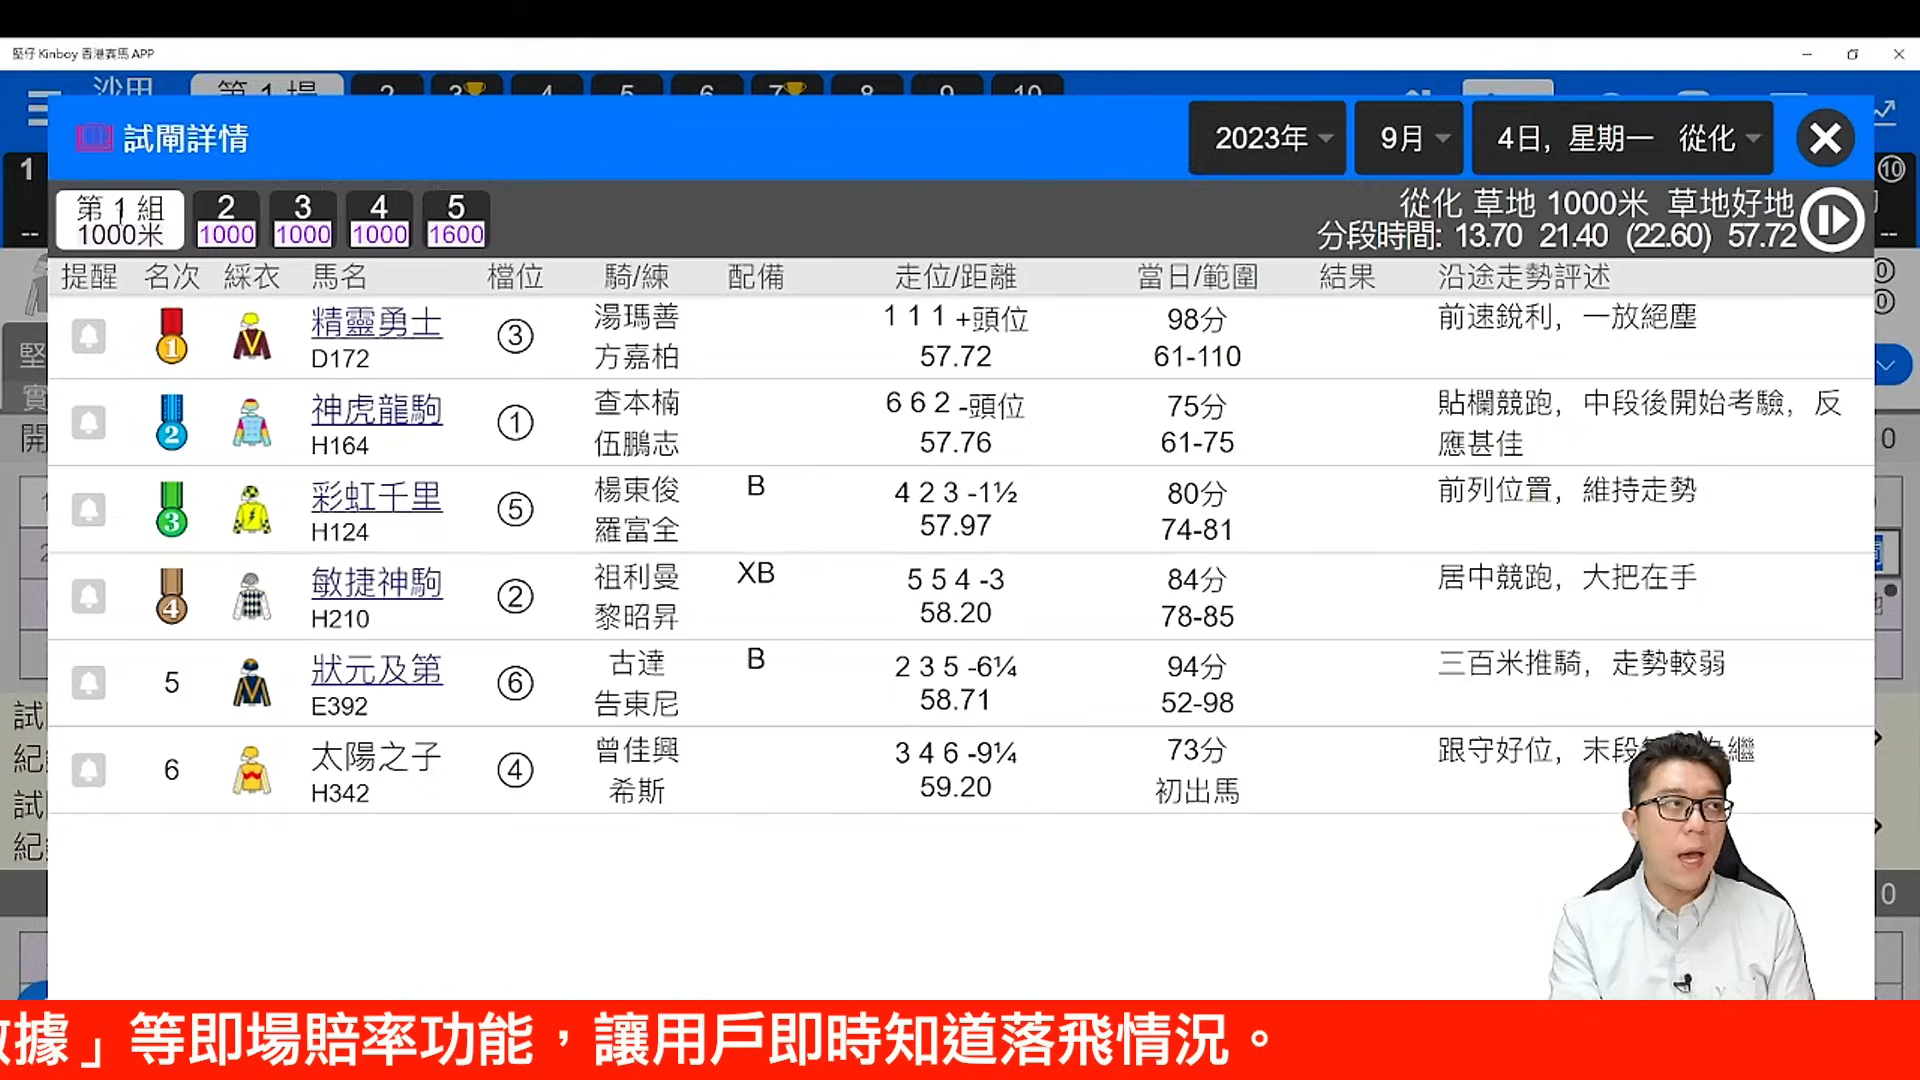 堅仔 Kinboy 香港賽馬 APP
沙田 第 1 場 2 3 4 5 6 7 8 9 10
試閘詳情 2023年 9月 4日, 星期一 從化
1
10
第 1 組 2 3 4 5
1000米 1000 1000 1000 1600
從化 草地 1000米 草地好地
分段時間: 13.70 21.40 (22.60) 57.72
提醒 名次 綵衣 馬名 檔位 騎/練 配備 走位/距離 當日/範圍 結果 沿途走勢評述
1 精靈勇士 3 湯瑪善 1 1 1 +頭位 98分 前速銳利, 一放絕塵
D172 方嘉柏 57.72 61-110
2 神虎龍駒 1 查本楠 6 6 2 -頭位 75分 貼欄競跑, 中段後開始考驗, 反
H164 伍鵬志 57.76 61-75 應甚佳
3 彩虹千里 5 楊東俊 B 4 2 3 -1½ 80分 前列位置, 維持走勢
H124 羅富全 57.97 74-81
4 敏捷神駒 2 祖利曼 XB 5 5 4 -3 84分 居中競跑, 大把在手
H210 黎昭昇 58.20 78-85
5 狀元及第 6 古達 B 2 3 5 -6¼ 94分 三百米推騎, 走勢較弱
E392 告東尼 58.71 52-98
6 太陽之子 4 曾佳興 3 4 6 -9¼ 73分 跟守好位, 末段 繼
H342 希斯 59.20 初出馬
堅
實
開
試
紀
試
紀
0
0
據」等即場賠率功能，讓用戶即時知道落飛情況。